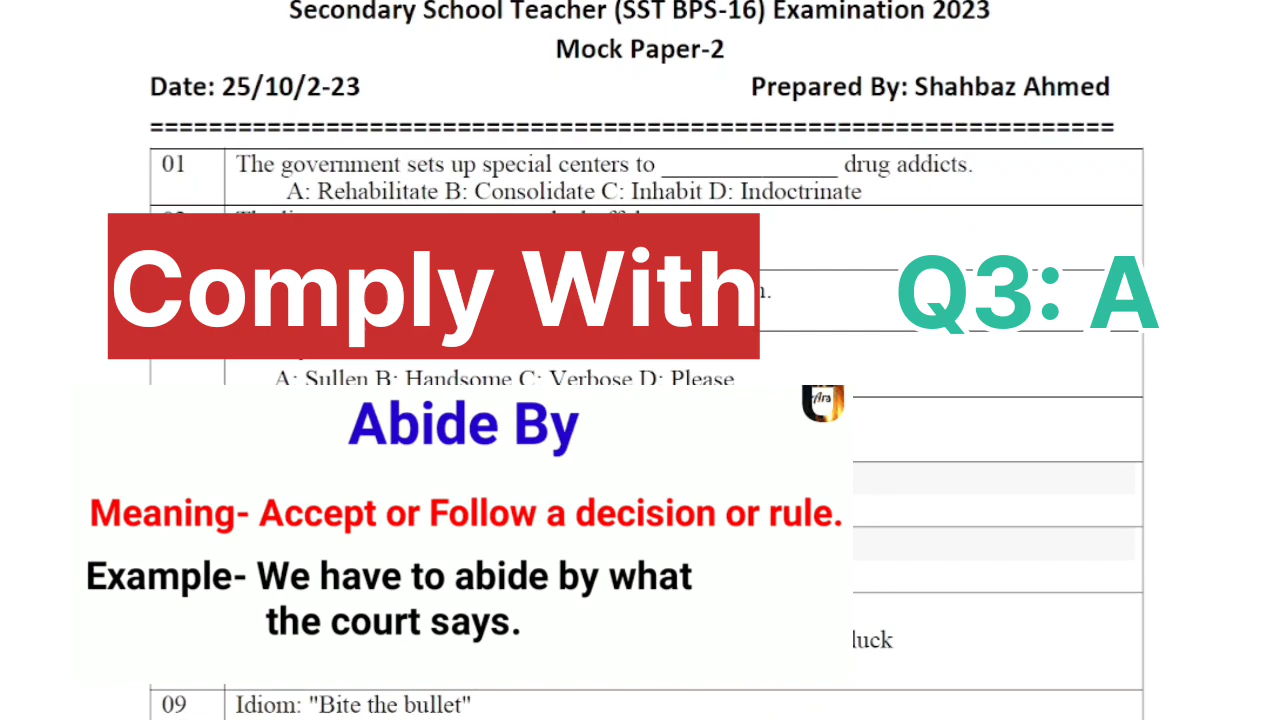 Secondary School Teacher (SST BPS-16) Examination 2023
Mock Paper-2
Date: 25/10/2-23
Prepared By: Shahbaz Ahmed
==================================================================
01 The government sets up special centers to ______________ drug addicts.
A: Rehabilitate B: Consolidate C: Inhabit D: Indoctrinate
Comply With
Q3: A
A: Sullen B: Handsome C: Verbose D: Please
Ars
Abide By
Meaning- Accept or Follow a decision or rule.
Example- We have to abide by what
the court says.
luck
09 Idiom: "Bite the bullet"